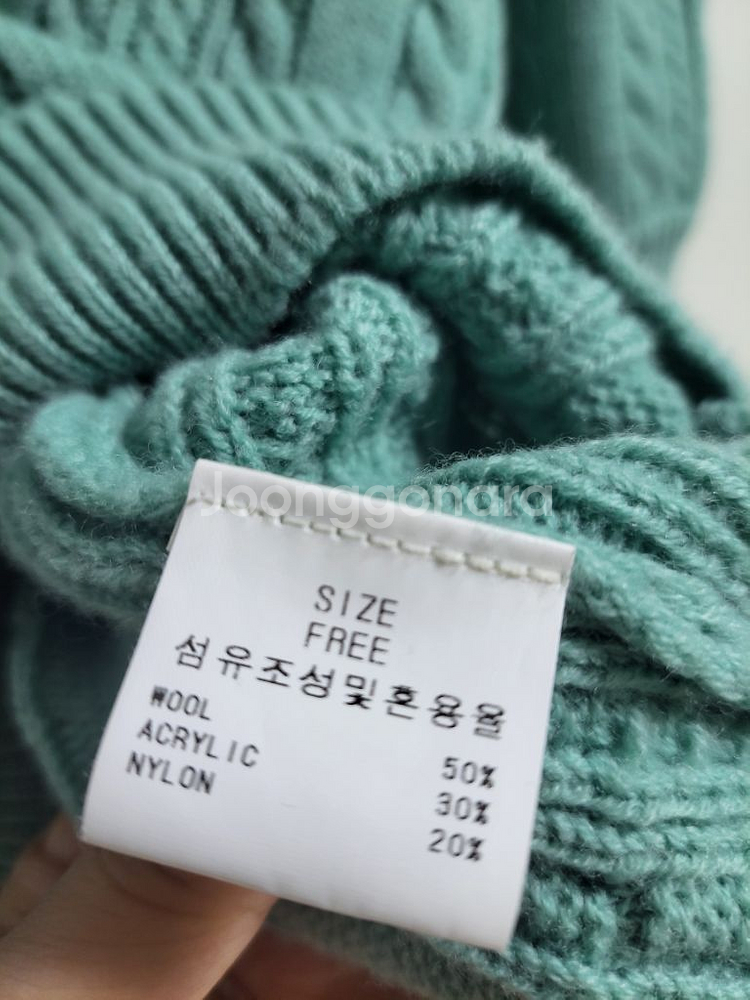 Joonggonara
SIZE
FREE
섬유조성및혼용율
WOOL 50%
ACRYLIC 30%
NYLON 20%